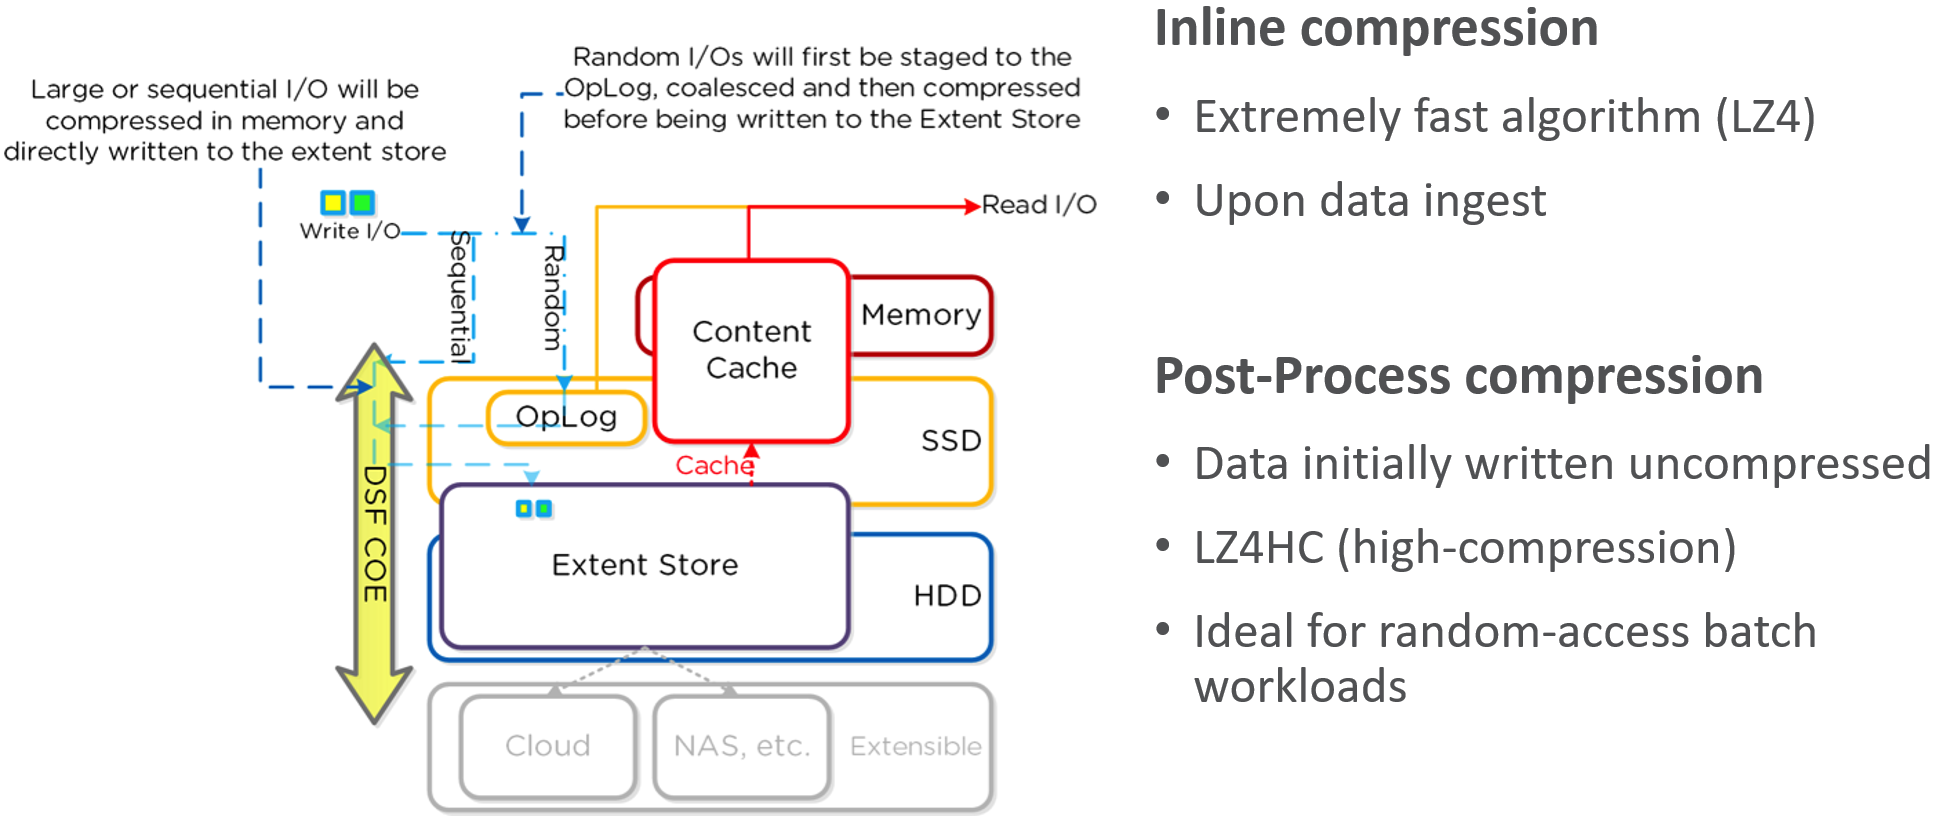 Large or sequential I/O will be
compressed in memory and
directly written to the extent store
Random I/Os will first be staged to the
OpLog, coalesced and then compressed
before being written to the Extent Store
Write I/O
Sequential
Random
Read I/O
Content
Cache
Memory
OpLog
SSD
Cache
DSF COE
Extent Store
HDD
Cloud
NAS, etc.
Extensible
Inline compression
• Extremely fast algorithm (LZ4)
• Upon data ingest
Post-Process compression
• Data initially written uncompressed
• LZ4HC (high-compression)
• Ideal for random-access batch
workloads